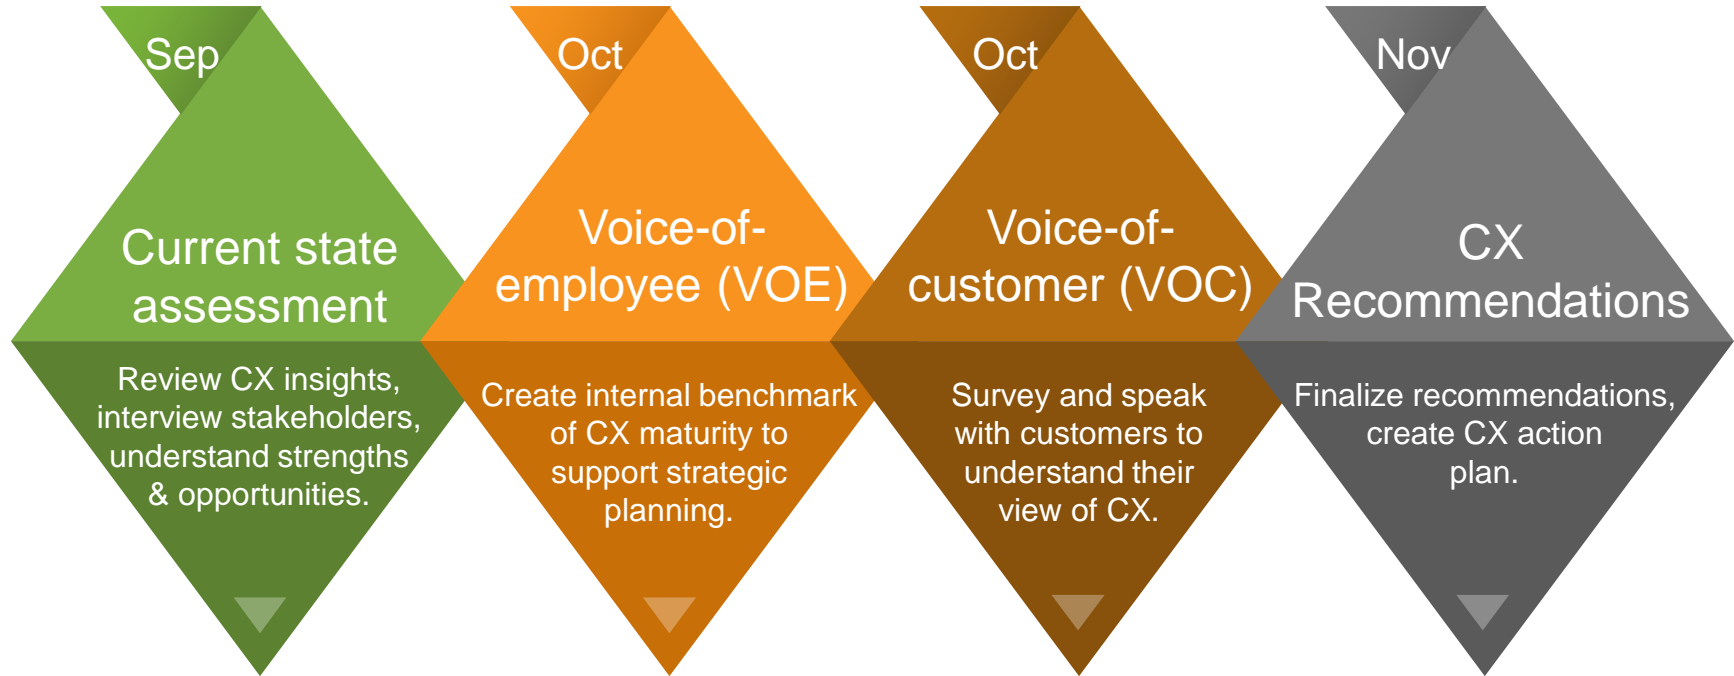 Sep
Current state
assessment
Review CX insights,
interview stakeholders,
understand strengths
& opportunities.
Oct
Voice-of-
employee (VOE)
Create internal benchmark
of CX maturity to
support strategic
planning.
Oct
Voice-of-
customer (VOC)
Survey and speak
with customers to
understand their
view of CX.
Nov
CX
Recommendations
Finalize recommendations,
create CX action
plan.